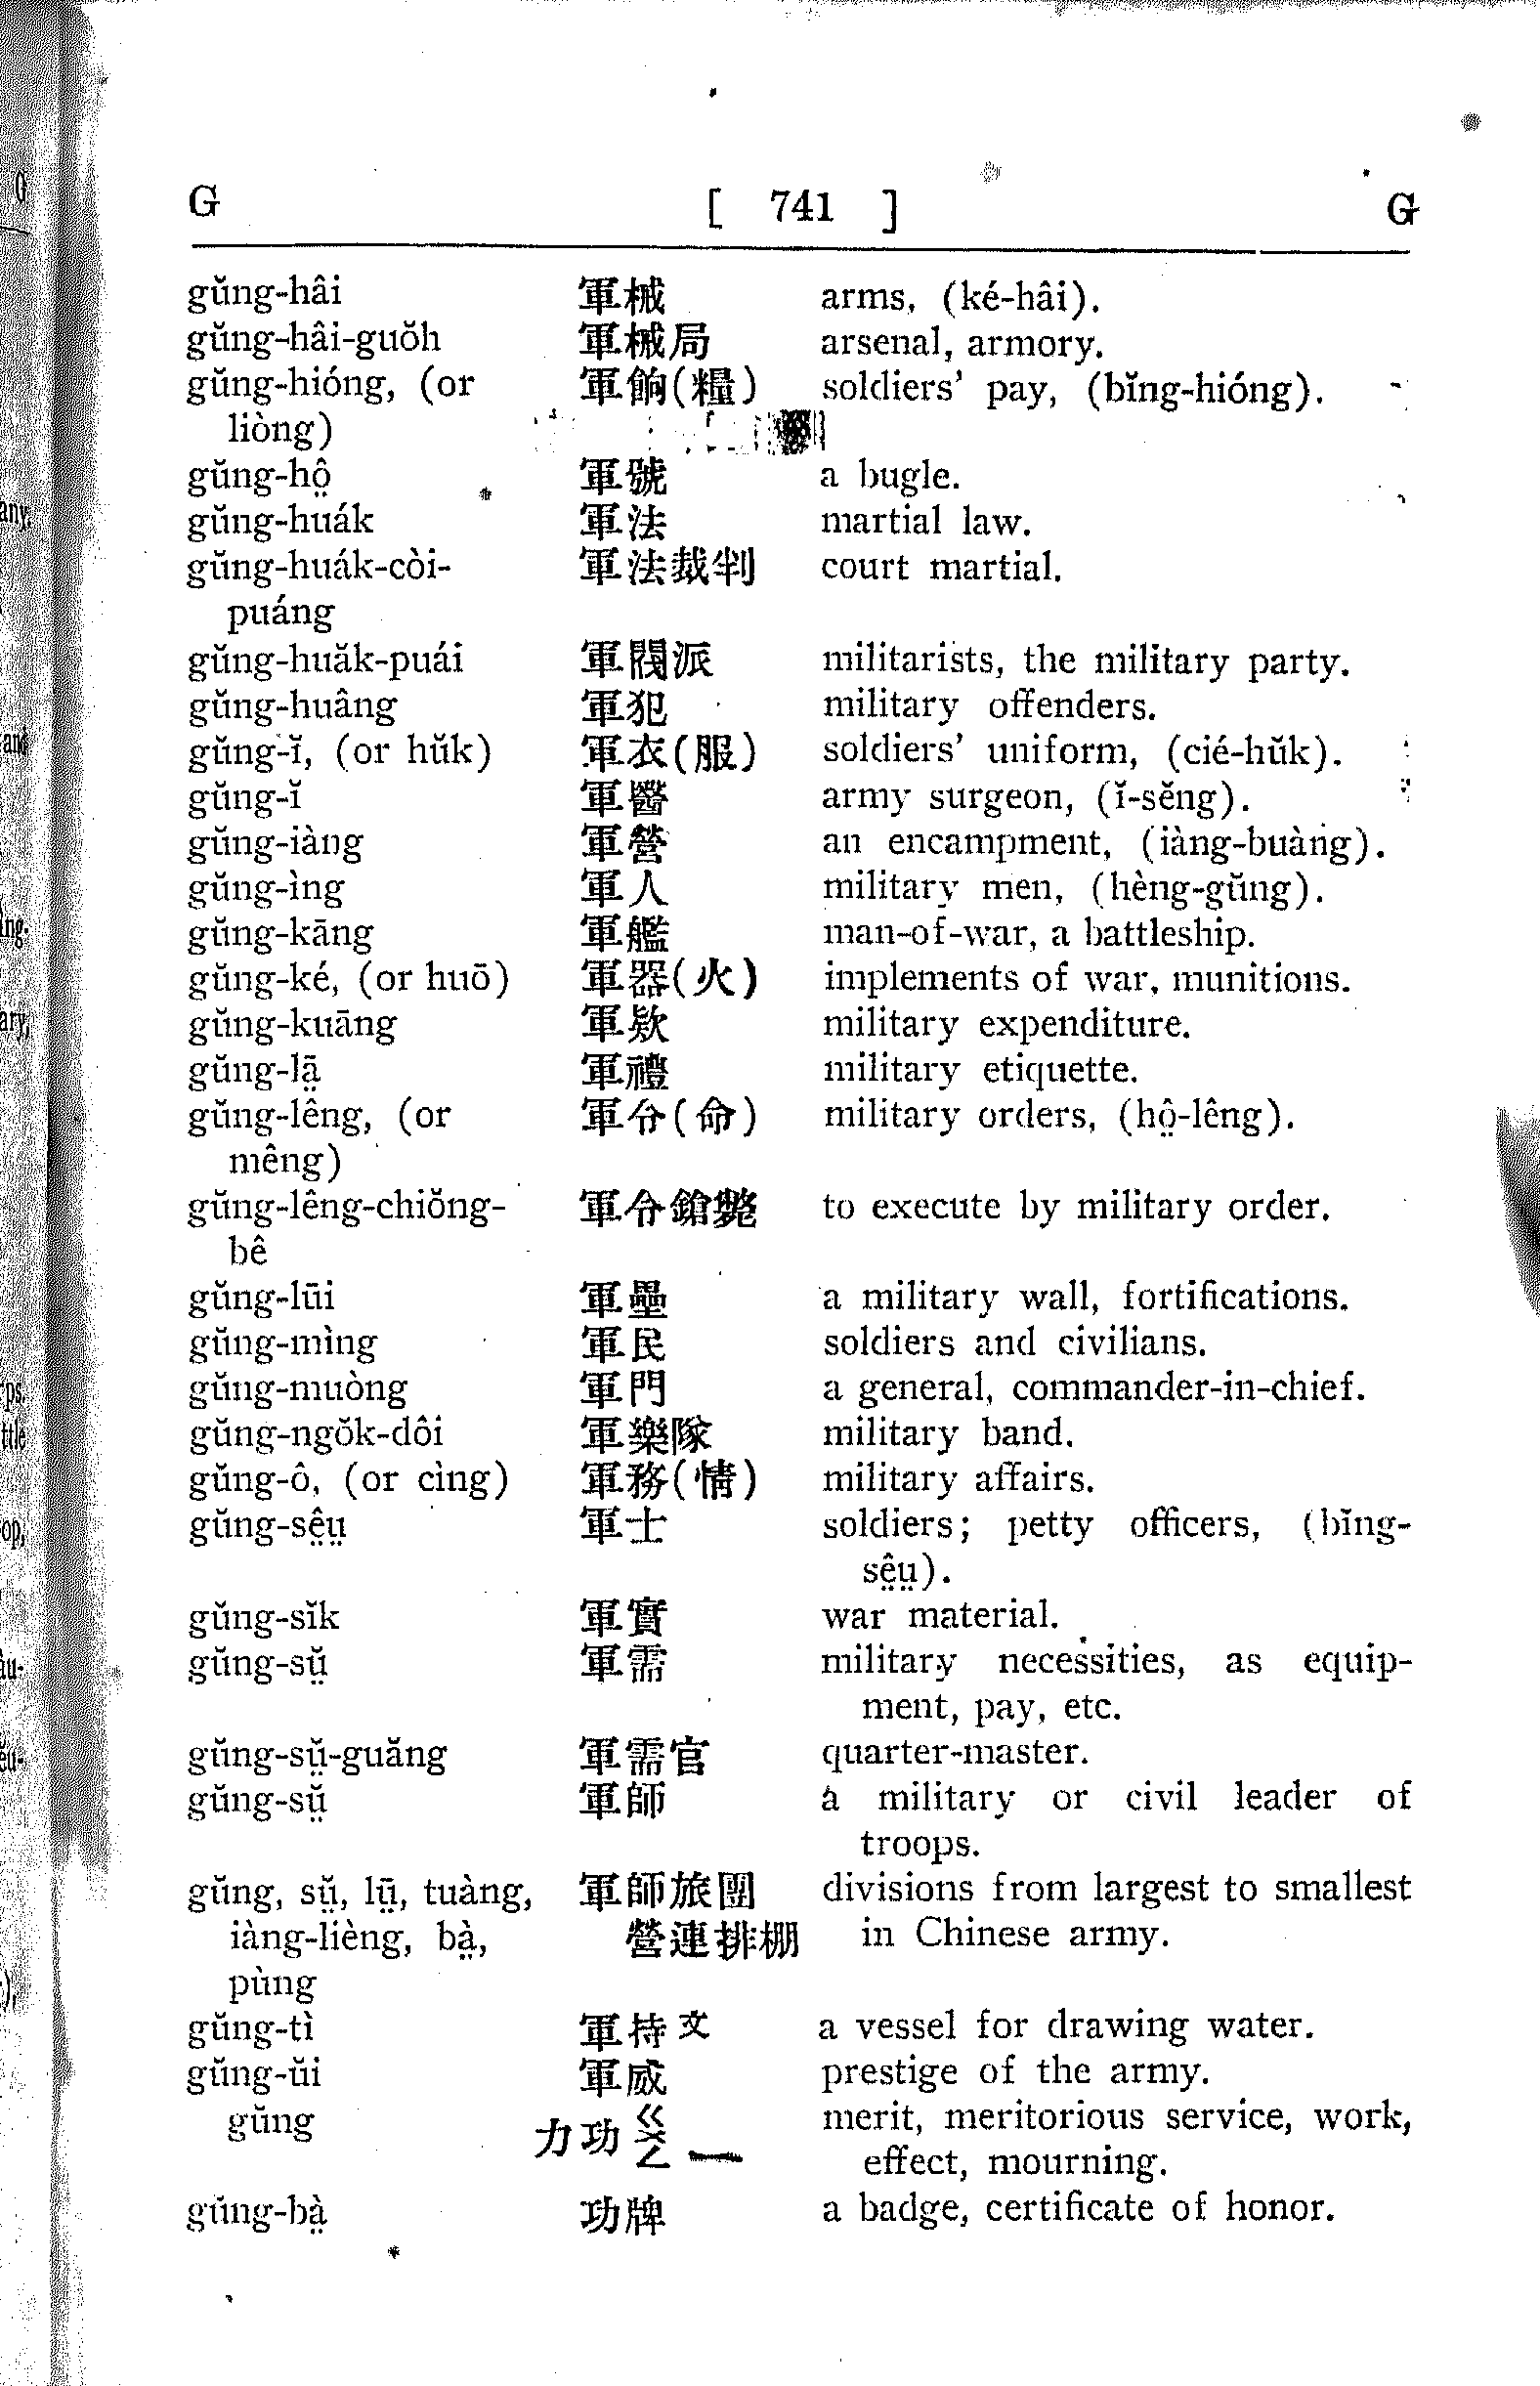 G [ 741 ] G
gŭng-hâi 軍械 arms, (ké-hâi).
gŭng-hâi-guŏh 軍械局 arsenal, armory.
gŭng-hióng, (or 軍餉(糧) soldiers' pay, (bĭng-hióng).
liòng)
gŭng-hô̤ 軍號 a bugle.
gŭng-huák 軍法 martial law.
gŭng-huák-còi- 軍法裁判 court martial.
puáng
gŭng-huăk-puái 軍閥派 militarists, the military party.
gŭng-huâng 軍犯 military offenders.
gŭng-ĭ, (or hŭk) 軍衣(服) soldiers' uniform, (cié-hŭk).
gŭng-ĭ 軍醫 army surgeon, (ĭ-sĕng).
gŭng-iàng 軍營 an encampment, (iàng-buàng).
gŭng-ìng 軍人 military men, (hèng-gŭng).
gŭng-kāng 軍艦 man-of-war, a battleship.
gŭng-ké, (or huō) 軍器(火) implements of war, munitions.
gŭng-kuāng 軍欵 military expenditure.
gŭng-lā̤ 軍禮 military etiquette.
gŭng-lêng, (or 軍令(命) military orders, (hô̤-lêng).
mêng)
gŭng-lêng-chiŏng- 軍令鎗斃 to execute by military order.
bê
gŭng-lūi 軍壘 a military wall, fortifications.
gŭng-mìng 軍民 soldiers and civilians.
gŭng-muòng 軍門 a general, commander-in-chief.
gŭng-ngŏk-dôi 軍樂隊 military band.
gŭng-ô, (or cìng) 軍務(情) military affairs.
gŭng-sê̤ṳ 軍士 soldiers; petty officers, (bĭng-
sê̤ṳ).
gŭng-sĭk 軍實 war material.
gŭng-sṳ̆ 軍需 military necessities, as equip-
ment, pay, etc.
gŭng-sṳ̆-guăng 軍需官 quarter-master.
gŭng-sṳ̆ 軍師 a military or civil leader of
troops.
gŭng, sṳ̆, lṳ̄, tuàng, 軍師旅團 divisions from largest to smallest
iàng-lièng, bà̤, 營連排棚 in Chinese army.
pùng
gŭng-tì 軍持文 a vessel for drawing water.
gŭng-ŭi 軍威 prestige of the army.
gŭng 力功ㄍㄨㄥ一 merit, meritorious service, work,
effect, mourning.
gŭng-bà̤ 功牌 a badge, certificate of honor.